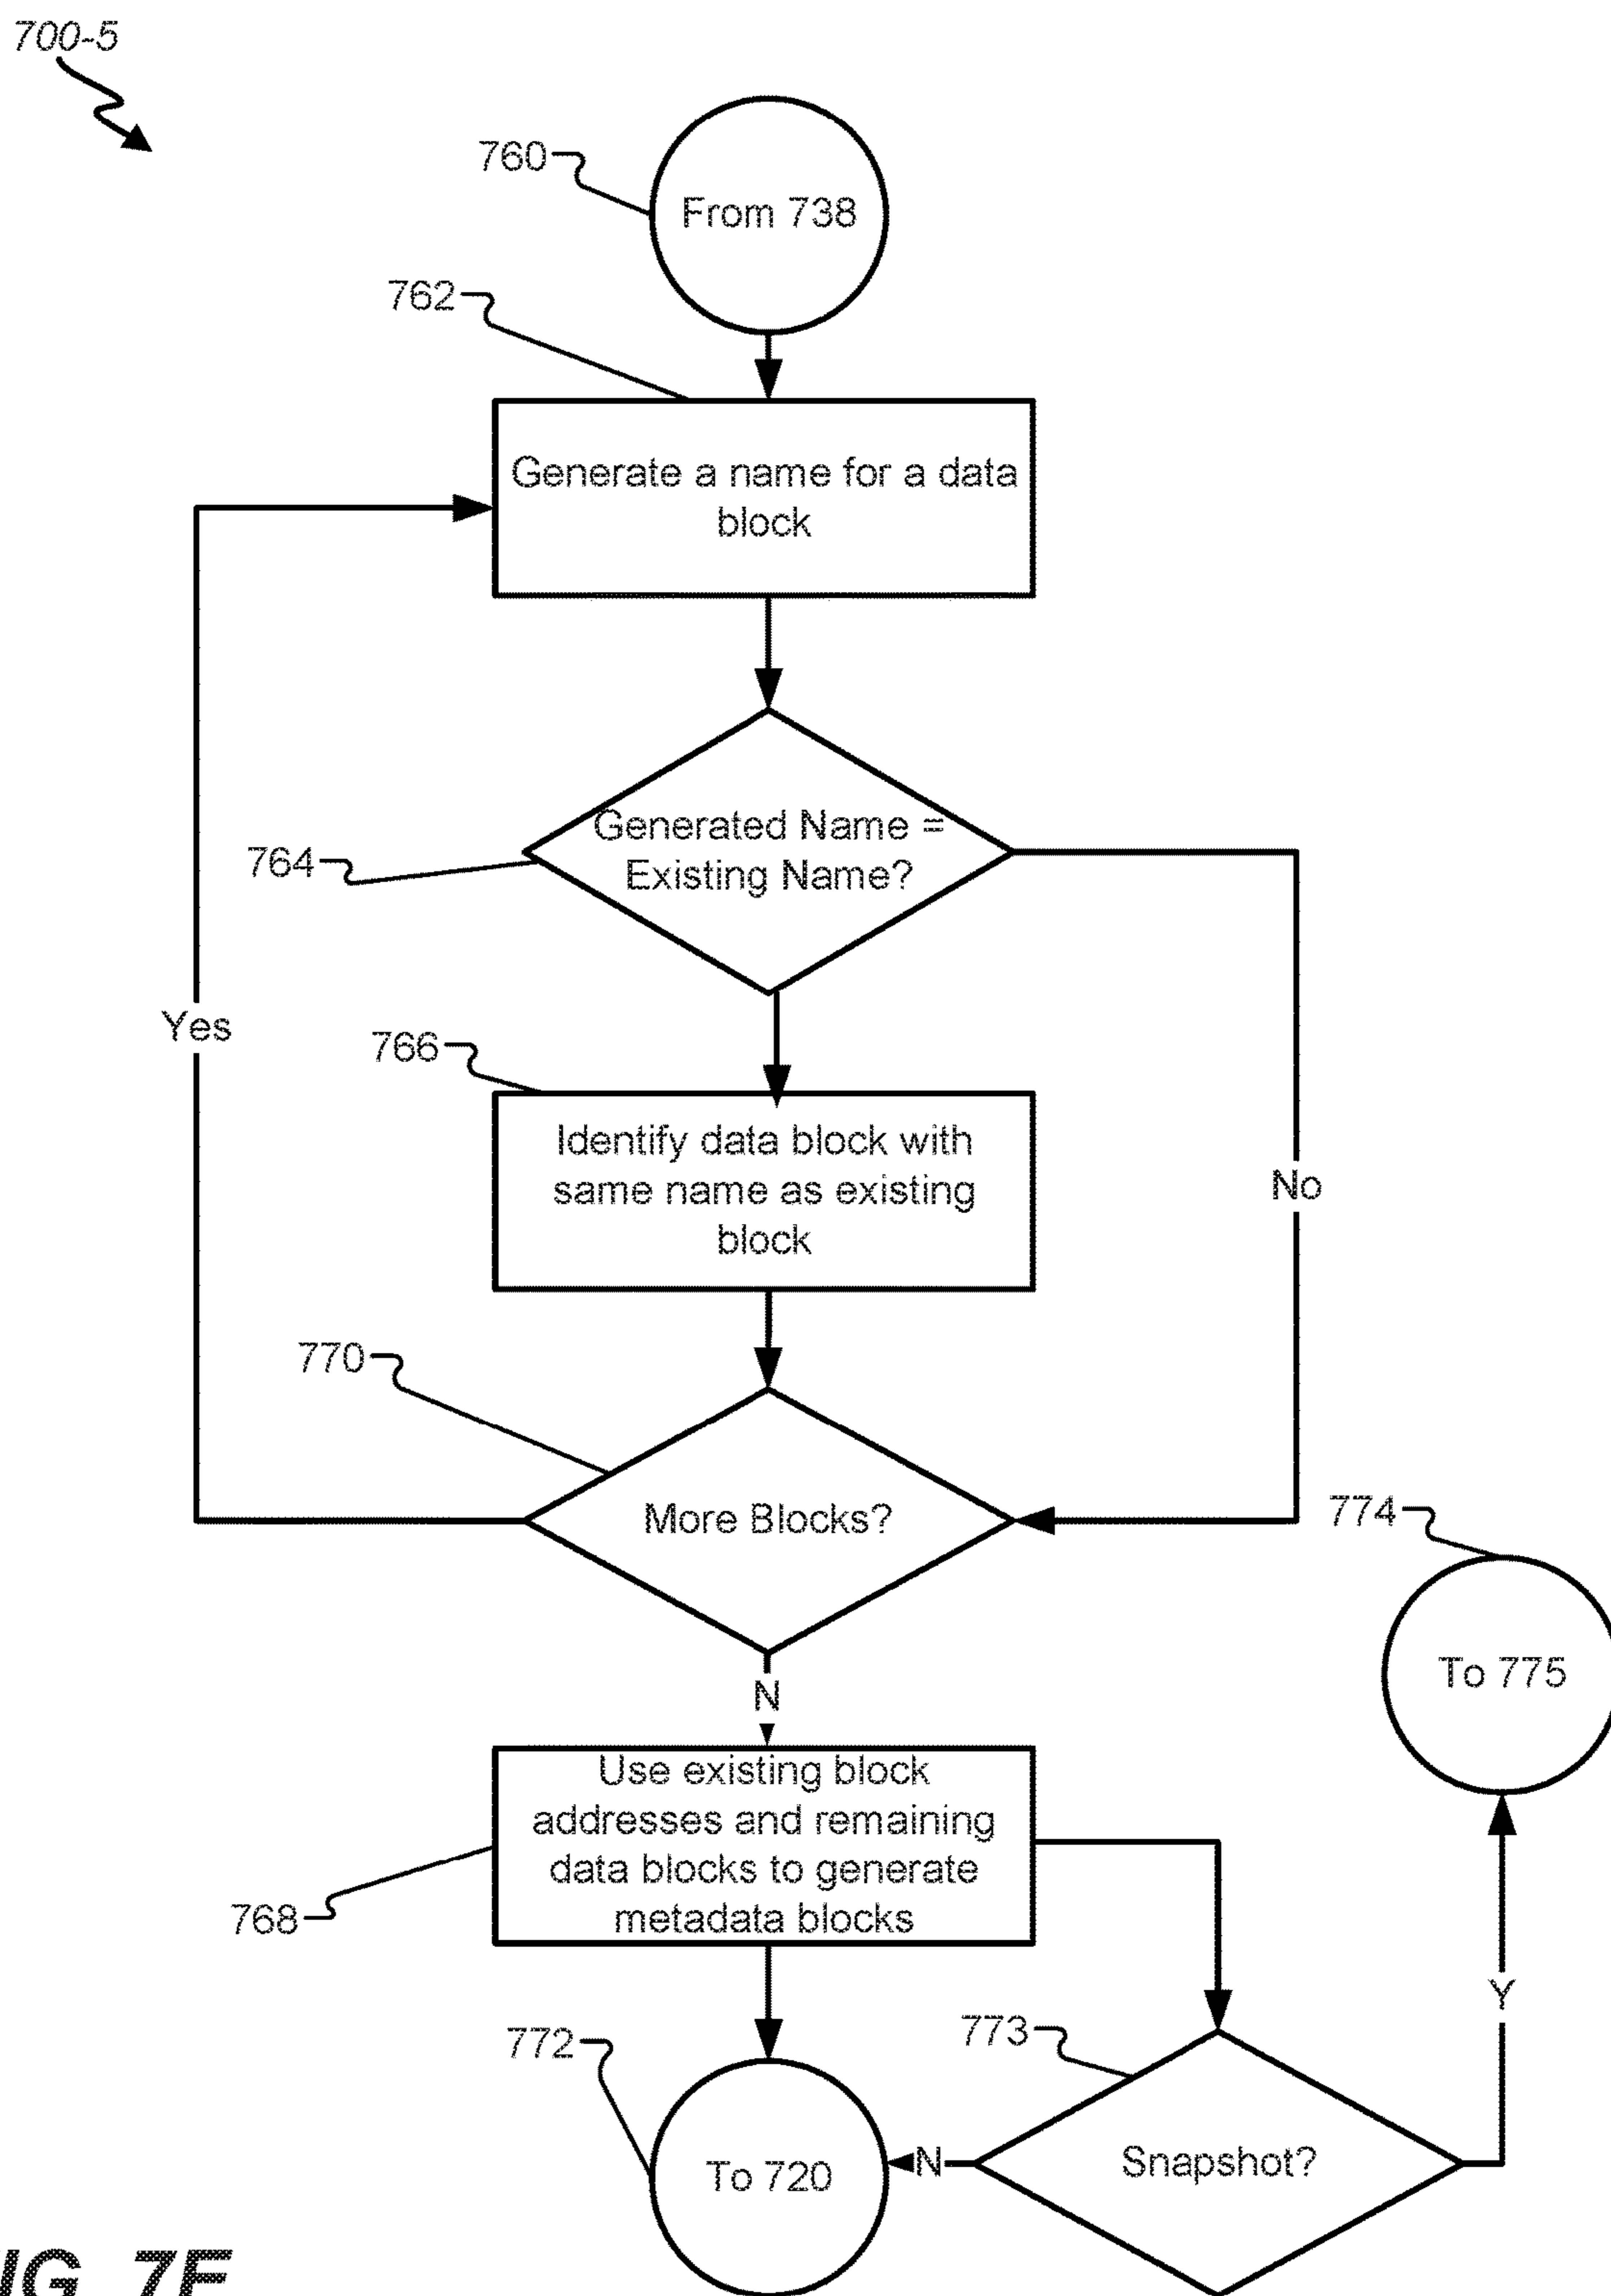 700-5
760
From 738
762
Generate a name for a data
block
764
Generated Name =
Existing Name?
Yes
766
Identify data block with
same name as existing
block
No
770
More Blocks?
774
To 775
N
Use existing block
addresses and remaining
data blocks to generate
metadata blocks
768
Y
772
773
To 720
N
Snapshot?